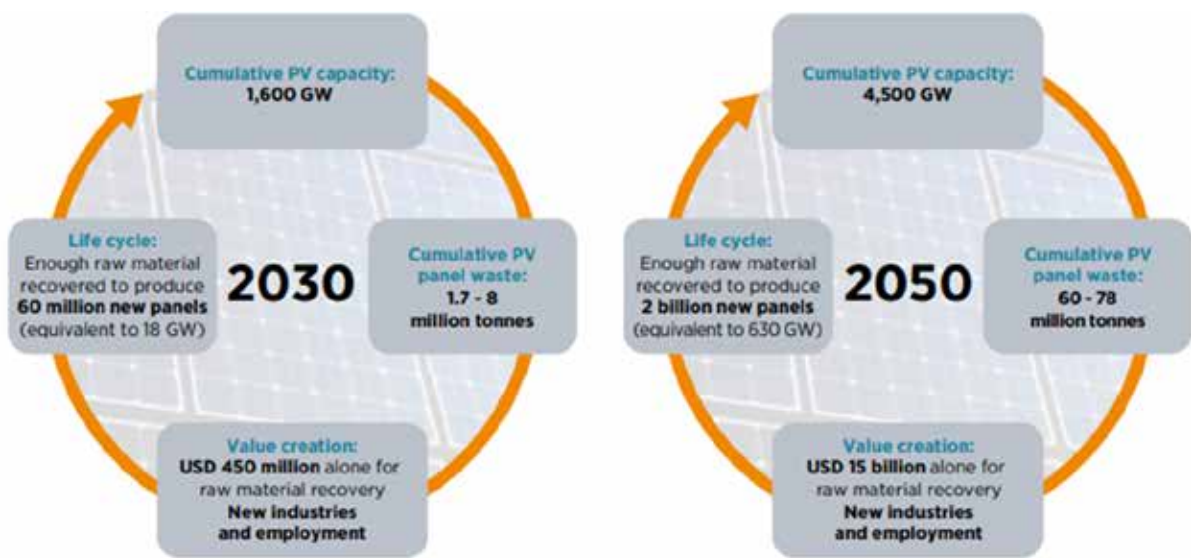 Cumulative PV capacity:
1,600 GW
Life cycle:
Enough raw material
recovered to produce
60 million new panels
(equivalent to 18 GW)
2030
Cumulative PV
panel waste:
1.7 - 8
million tonnes
Value creation:
USD 450 million alone for
raw material recovery
New industries
and employment
Cumulative PV capacity:
4,500 GW
Life cycle:
Enough raw material
recovered to produce
2 billion new panels
(equivalent to 630 GW)
2050
Cumulative PV
panel waste:
60 - 78
million tonnes
Value creation:
USD 15 billion alone for
raw material recovery
New industries
and employment